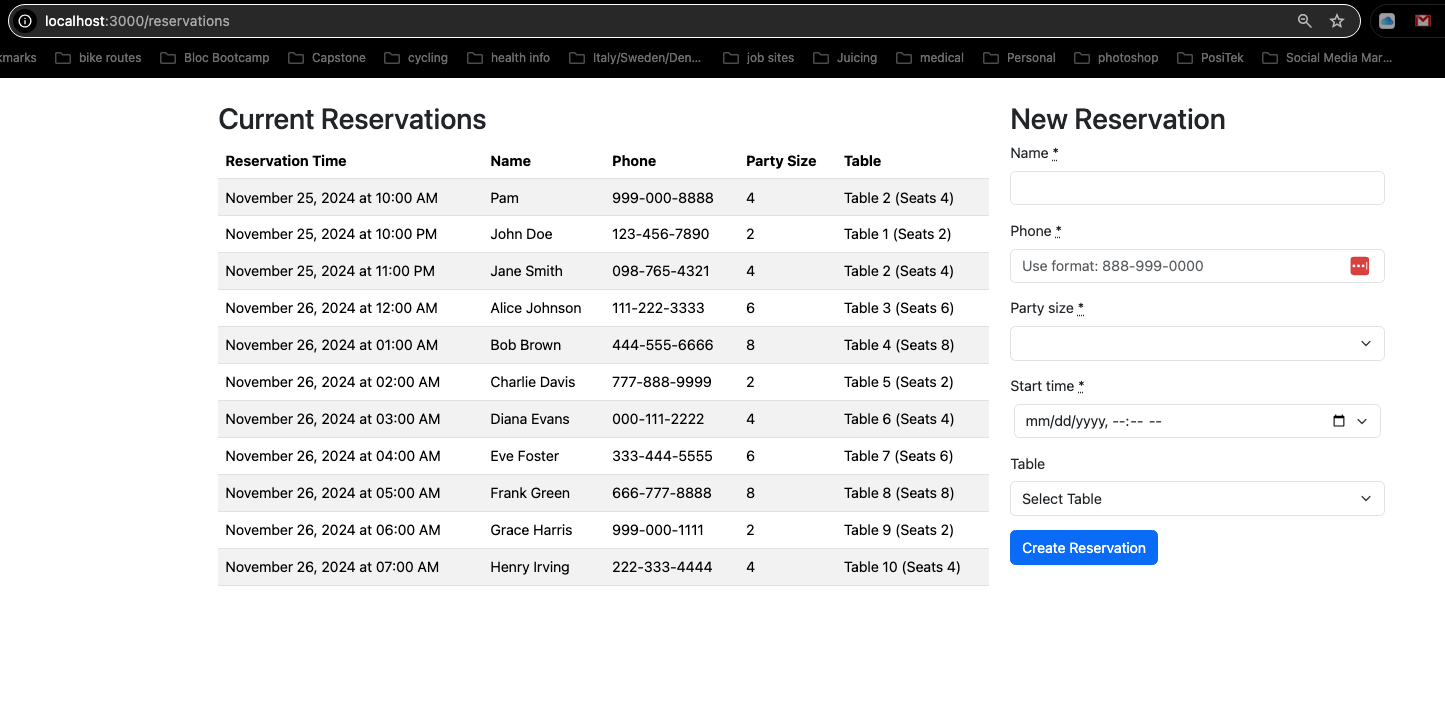 localhost:3000/reservations
kmarks bike routes Bloc Bootcamp Capstone cycling health info Italy/Sweden/Den... job sites Juicing medical Personal photoshop PosiTek Social Media Mar...
Current Reservations
Reservation Time Name Phone Party Size Table
November 25, 2024 at 10:00 AM Pam 999-000-8888 4 Table 2 (Seats 4)
November 25, 2024 at 10:00 PM John Doe 123-456-7890 2 Table 1 (Seats 2)
November 25, 2024 at 11:00 PM Jane Smith 098-765-4321 4 Table 2 (Seats 4)
November 26, 2024 at 12:00 AM Alice Johnson 111-222-3333 6 Table 3 (Seats 6)
November 26, 2024 at 01:00 AM Bob Brown 444-555-6666 8 Table 4 (Seats 8)
November 26, 2024 at 02:00 AM Charlie Davis 777-888-9999 2 Table 5 (Seats 2)
November 26, 2024 at 03:00 AM Diana Evans 000-111-2222 4 Table 6 (Seats 4)
November 26, 2024 at 04:00 AM Eve Foster 333-444-5555 6 Table 7 (Seats 6)
November 26, 2024 at 05:00 AM Frank Green 666-777-8888 8 Table 8 (Seats 8)
November 26, 2024 at 06:00 AM Grace Harris 999-000-1111 2 Table 9 (Seats 2)
November 26, 2024 at 07:00 AM Henry Irving 222-333-4444 4 Table 10 (Seats 4)
New Reservation
Name *
Phone *
Use format: 888-999-0000
Party size *
Start time *
mm/dd/yyyy, --:-- --
Table
Select Table
Create Reservation